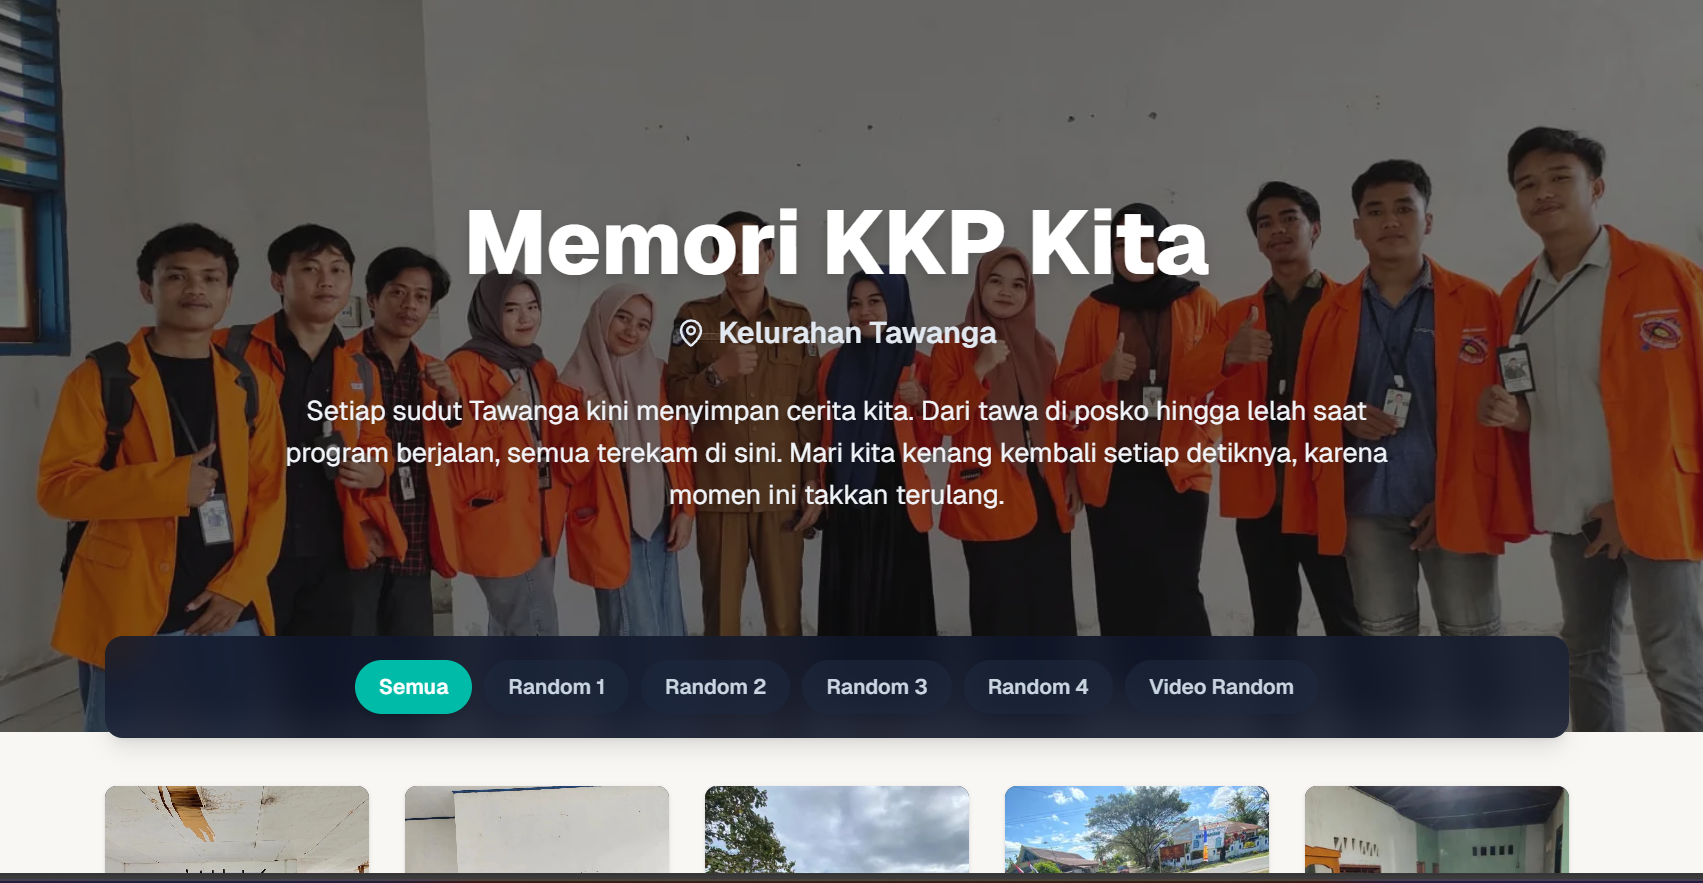 Memori KKP Kita
Kelurahan Tawanga
Setiap sudut Tawanga kini menyimpan cerita kita. Dari tawa di posko hingga lelah saat
program berjalan, semua terekam di sini. Mari kita kenang kembali setiap detiknya, karena
momen ini takkan terulang.
Semua
Random 1
Random 2
Random 3
Random 4
Video Random